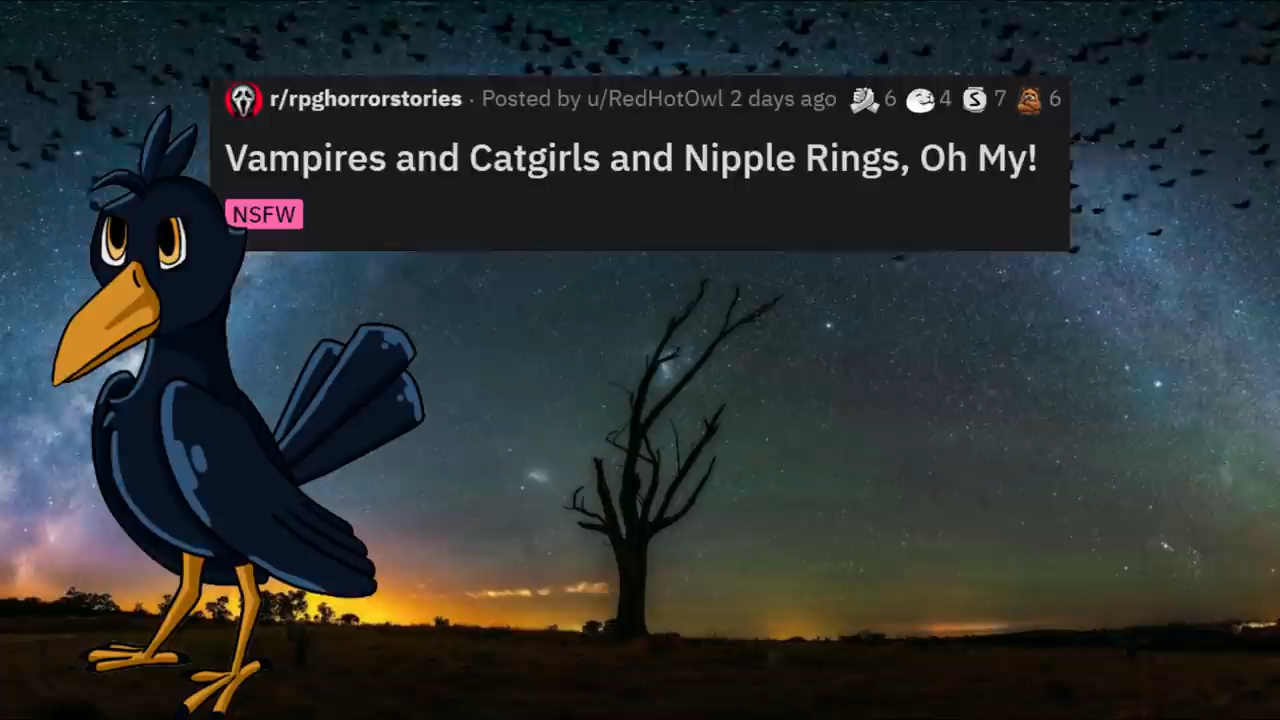 r/rpghorrorstories · Posted by u/RedHotOwl 2 days ago 6 4 7 6
Vampires and Catgirls and Nipple Rings, Oh My!
NSFW